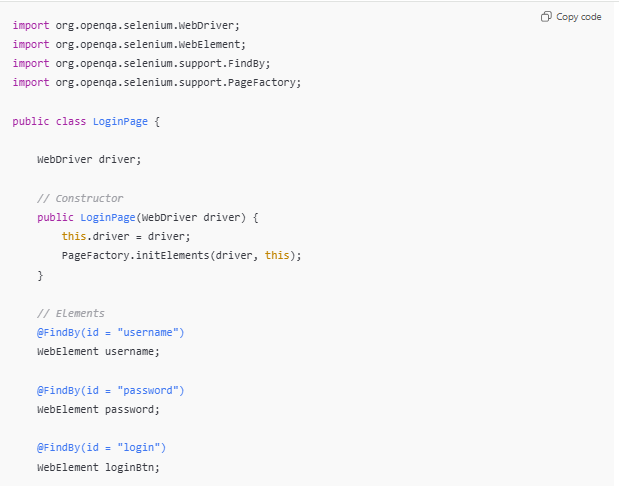 Copy code
import org.openqa.selenium.WebDriver;
import org.openqa.selenium.WebElement;
import org.openqa.selenium.support.FindBy;
import org.openqa.selenium.support.PageFactory;
public class LoginPage {
WebDriver driver;
// Constructor
public LoginPage(WebDriver driver) {
this.driver = driver;
PageFactory.initElements(driver, this);
}
// Elements
@FindBy(id = "username")
WebElement username;
@FindBy(id = "password")
WebElement password;
@FindBy(id = "login")
WebElement loginBtn;